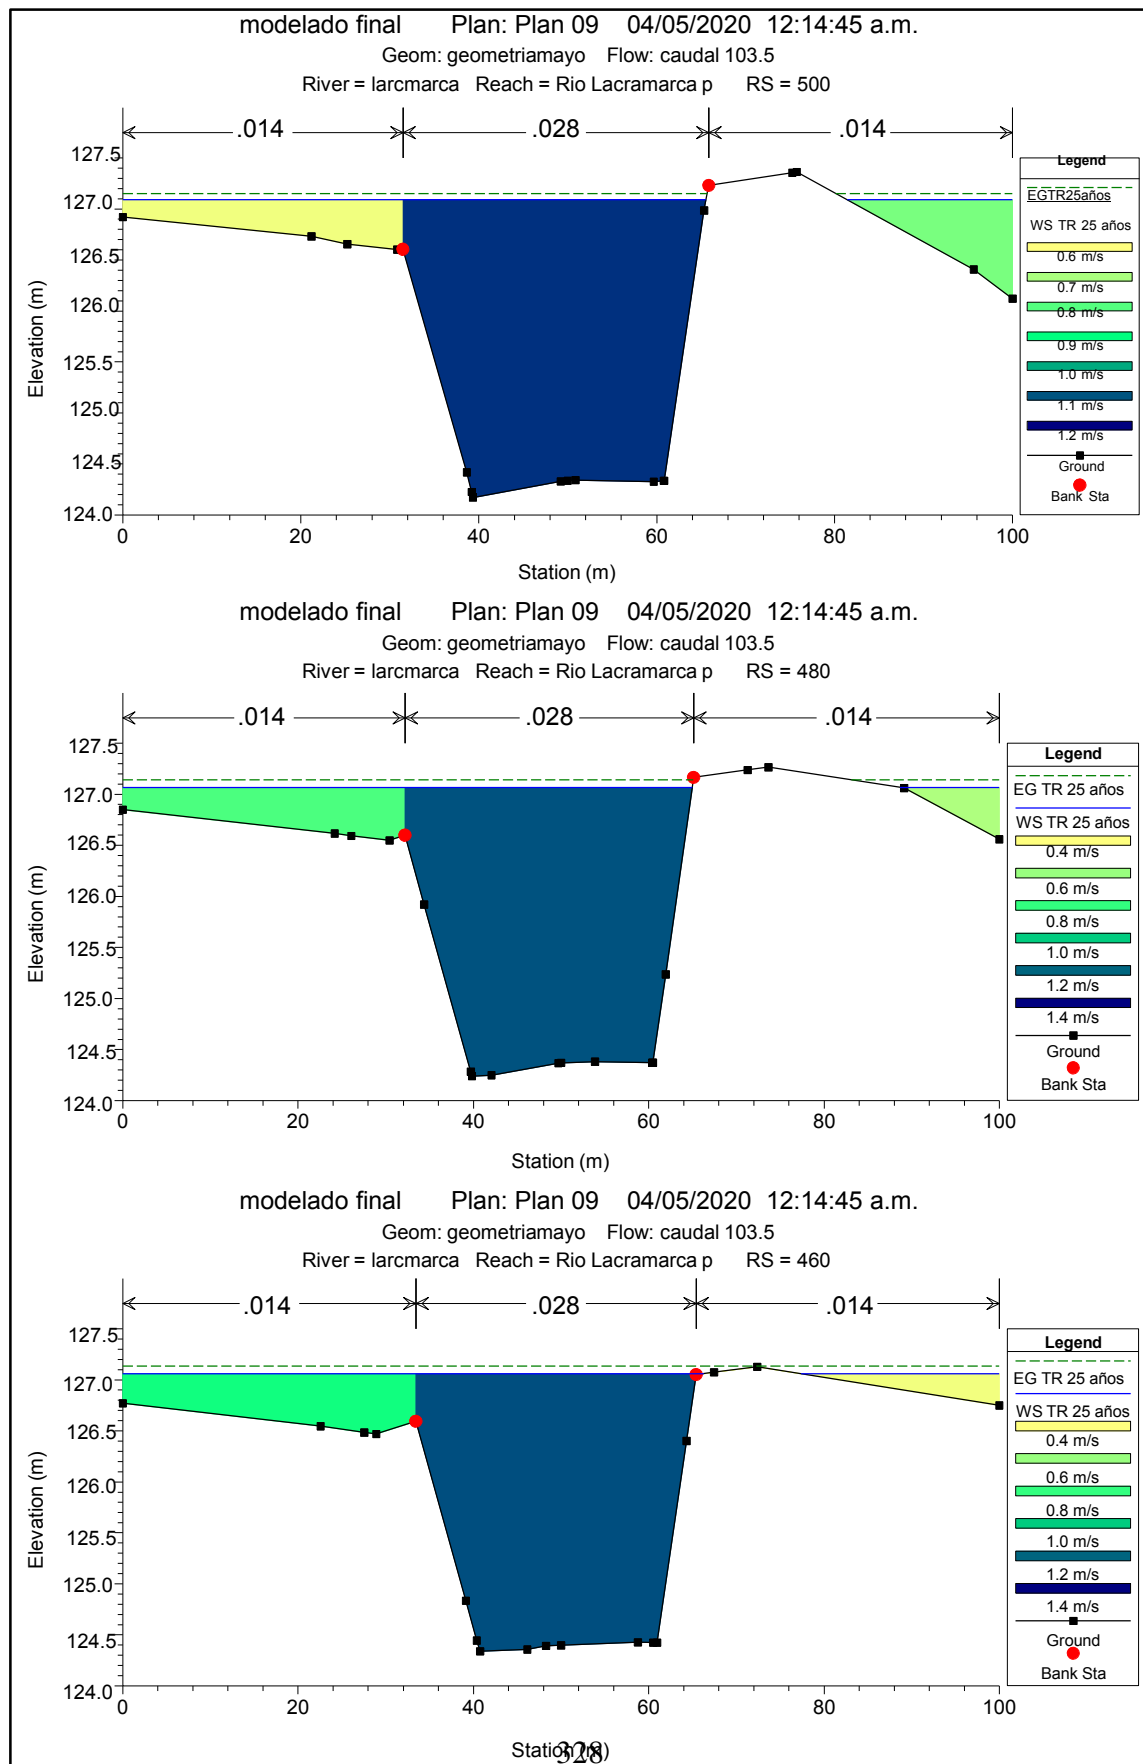 modelado final Plan: Plan 09 04/05/2020 12:14:45 a.m.
Geom: geometriamayo Flow: caudal 103.5
River = larcmarca Reach = Rio Lacramarca p RS = 500
.014 .028 .014
127.5
127.0
126.5
126.0
125.5
125.0
124.5
124.0
Elevation (m)
0 20 40 60 80 100
Station (m)
Legend
EGTR25años
WS TR 25 años
0.6 m/s
0.7 m/s
0.8 m/s
0.9 m/s
1.0 m/s
1.1 m/s
1.2 m/s
Ground
Bank Sta
modelado final Plan: Plan 09 04/05/2020 12:14:45 a.m.
Geom: geometriamayo Flow: caudal 103.5
River = larcmarca Reach = Rio Lacramarca p RS = 480
.014 .028 .014
127.5
127.0
126.5
126.0
125.5
125.0
124.5
124.0
Elevation (m)
0 20 40 60 80 100
Station (m)
Legend
EG TR 25 años
WS TR 25 años
0.4 m/s
0.6 m/s
0.8 m/s
1.0 m/s
1.2 m/s
1.4 m/s
Ground
Bank Sta
modelado final Plan: Plan 09 04/05/2020 12:14:45 a.m.
Geom: geometriamayo Flow: caudal 103.5
River = larcmarca Reach = Rio Lacramarca p RS = 460
.014 .028 .014
127.5
127.0
126.5
126.0
125.5
125.0
124.5
124.0
Elevation (m)
0 20 40 60 80 100
Station (m)
328
Legend
EG TR 25 años
WS TR 25 años
0.4 m/s
0.6 m/s
0.8 m/s
1.0 m/s
1.2 m/s
1.4 m/s
Ground
Bank Sta